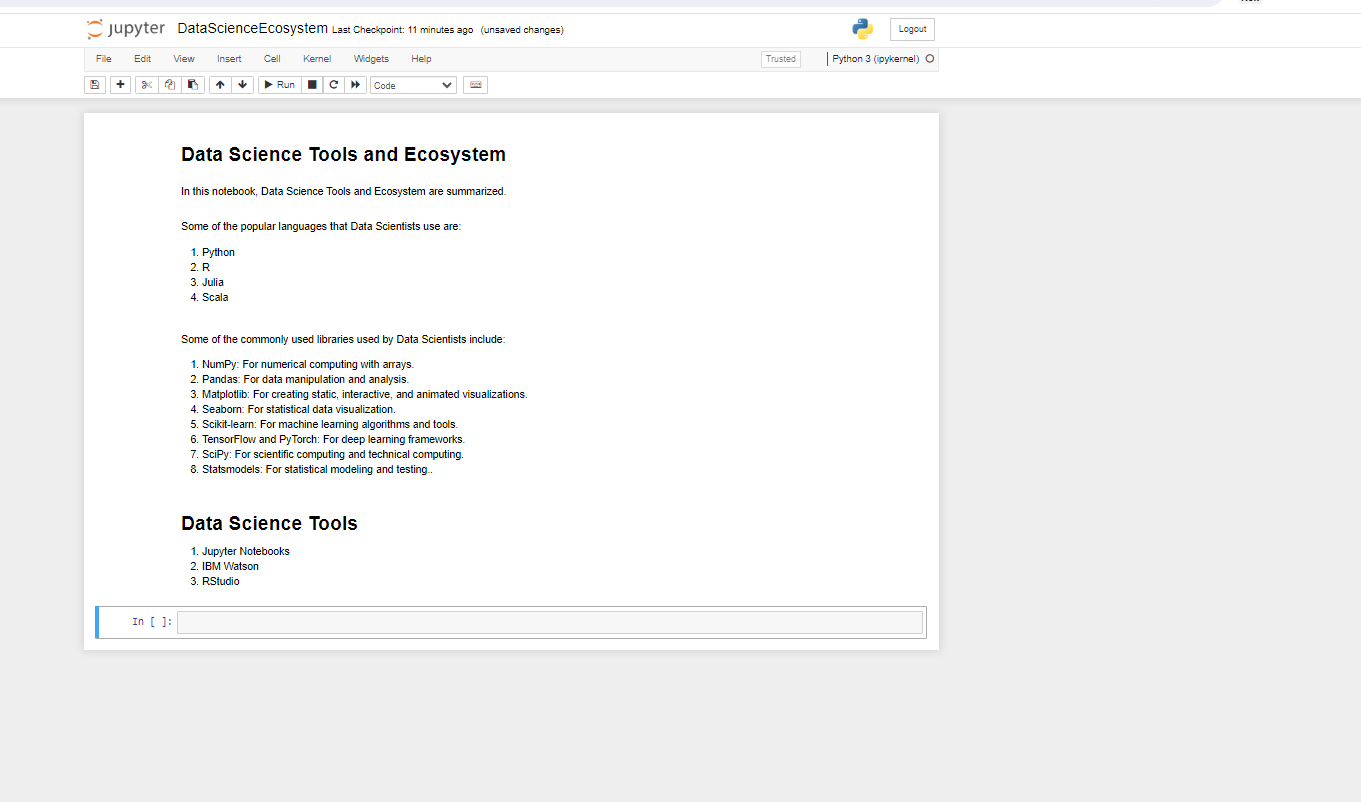 jupyter DataScienceEcosystem Last Checkpoint: 11 minutes ago (unsaved changes) Logout
File Edit View Insert Cell Kernel Widgets Help Trusted Python 3 (ipykernel)
Run Code
Data Science Tools and Ecosystem
In this notebook, Data Science Tools and Ecosystem are summarized.
Some of the popular languages that Data Scientists use are:
1. Python
2. R
3. Julia
4. Scala
Some of the commonly used libraries used by Data Scientists include:
1. NumPy: For numerical computing with arrays.
2. Pandas: For data manipulation and analysis.
3. Matplotlib: For creating static, interactive, and animated visualizations.
4. Seaborn: For statistical data visualization.
5. Scikit-learn: For machine learning algorithms and tools.
6. TensorFlow and PyTorch: For deep learning frameworks.
7. SciPy: For scientific computing and technical computing.
8. Statsmodels: For statistical modeling and testing..
Data Science Tools
1. Jupyter Notebooks
2. IBM Watson
3. RStudio
In [ ]: